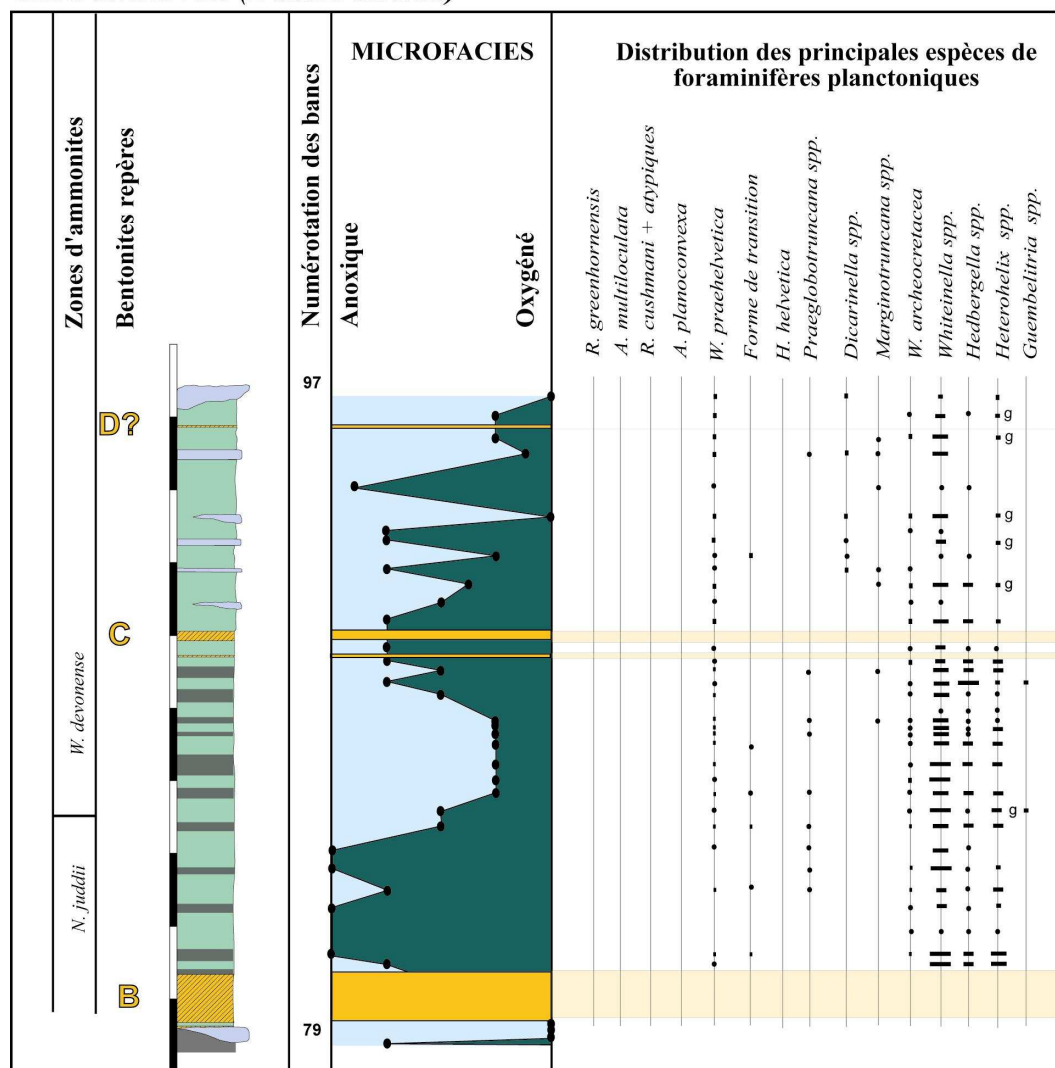 MICROFACIES
Distribution des principales espèces de
foraminifères planctoniques
Zones d'ammonites
Bentonites repères
Numérotation des bancs
Anoxique
Oxygéné
R. greenhornensis
A. multiloculata
R. cushmani + atypiques
A. planoconvexa
W. praehelvetica
Forme de transition
H. helvetica
Praeglobotruncana spp.
Dicarinella spp.
Marginotruncana spp.
W. archeocretacea
Whiteinella spp.
Hedbergella spp.
Heterohelix spp.
Guembelitria spp.
97
D?
g
g
g
g
g
C
W. devonense
g
N. juddii
B
79